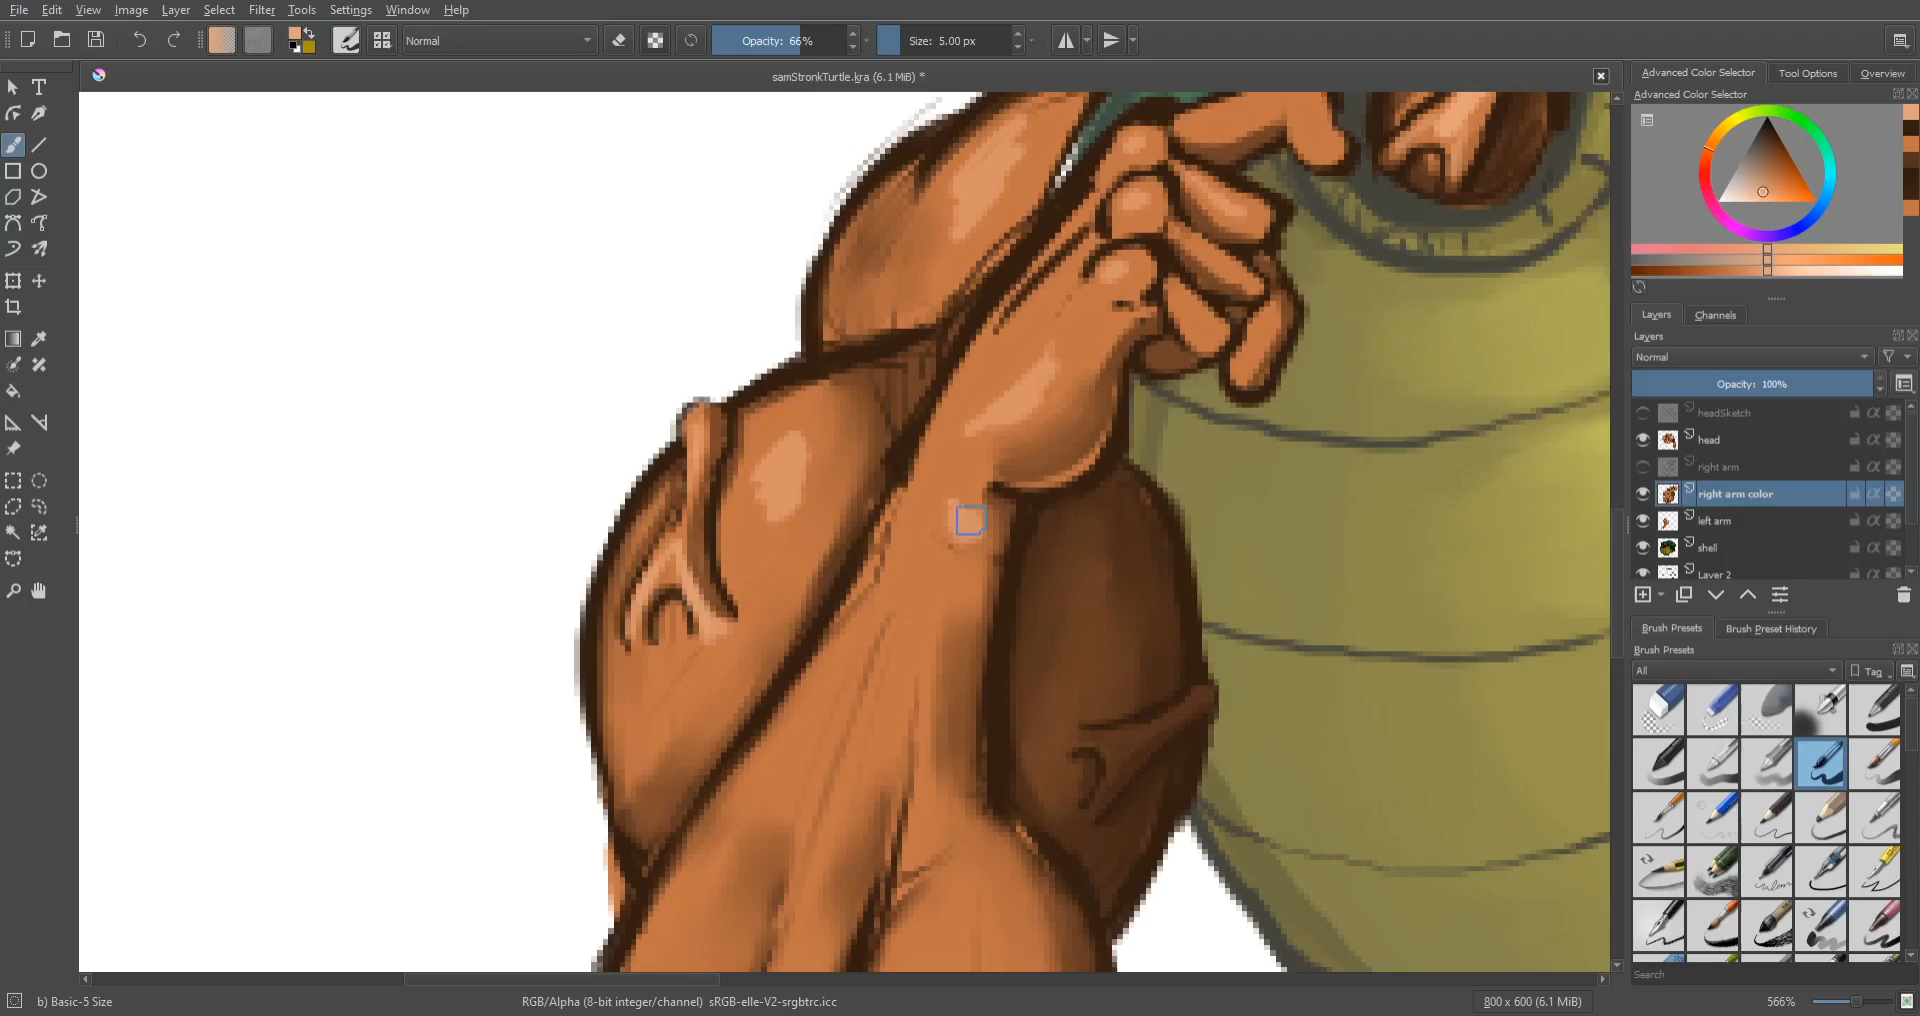 File Edit View Image Layer Select Filter Tools Settings Window Help
Normal Opacity: 66% Size: 5.00 px
samStronkTurtle.kra (6.1 MiB) *
Advanced Color Selector Tool Options Overview
Advanced Color Selector
Layers Channels
Layers
Normal
Opacity: 100%
headSketch
head
right arm
right arm color
left arm
shell
Layer 2
Brush Presets Brush Preset History
Brush Presets
All Tag
Search
b) Basic-5 Size RGB/Alpha (8-bit integer/channel) sRGB-elle-V2-srgbtrc.icc 800 x 600 (6.1 MiB) 566%